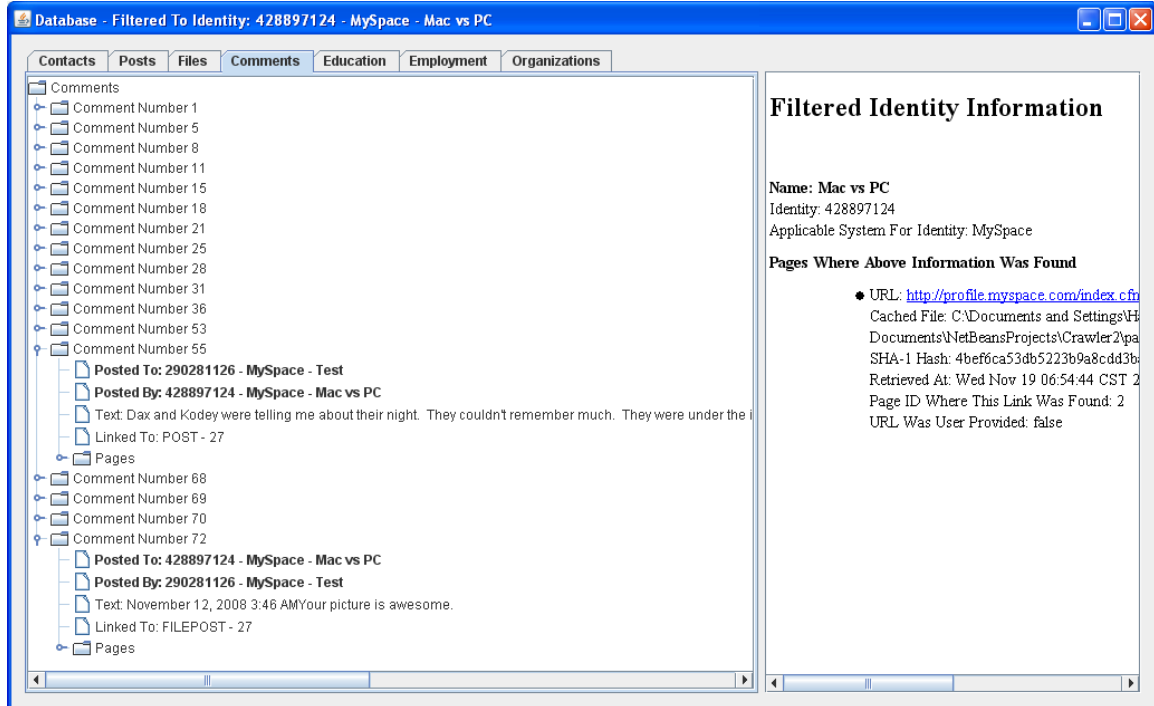 Database - Filtered To Identity: 428897124 - MySpace - Mac vs PC
Contacts Posts Files Comments Education Employment Organizations
Comments
Comment Number 1
Comment Number 5
Comment Number 8
Comment Number 11
Comment Number 15
Comment Number 18
Comment Number 21
Comment Number 25
Comment Number 28
Comment Number 31
Comment Number 36
Comment Number 53
Comment Number 55
Posted To: 290281126 - MySpace - Test
Posted By: 428897124 - MySpace - Mac vs PC
Text: Dax and Kodey were telling me about their night. They couldn't remember much. They were under the i
Linked To: POST - 27
Pages
Comment Number 68
Comment Number 69
Comment Number 70
Comment Number 72
Posted To: 428897124 - MySpace - Mac vs PC
Posted By: 290281126 - MySpace - Test
Text: November 12, 2008 3:46 AMYour picture is awesome.
Linked To: FILEPOST - 27
Pages
Filtered Identity Information
Name: Mac vs PC
Identity: 428897124
Applicable System For Identity: MySpace
Pages Where Above Information Was Found
URL: http://profile.myspace.com/index.cfm
Cached File: C:\Documents and Settings\H
Documents\NetBeansProjects\Crawler2\pa
SHA-1 Hash: 4bef6ca53db5223b9a8cdd3b
Retrieved At: Wed Nov 19 06:54:44 CST 2
Page ID Where This Link Was Found: 2
URL Was User Provided: false